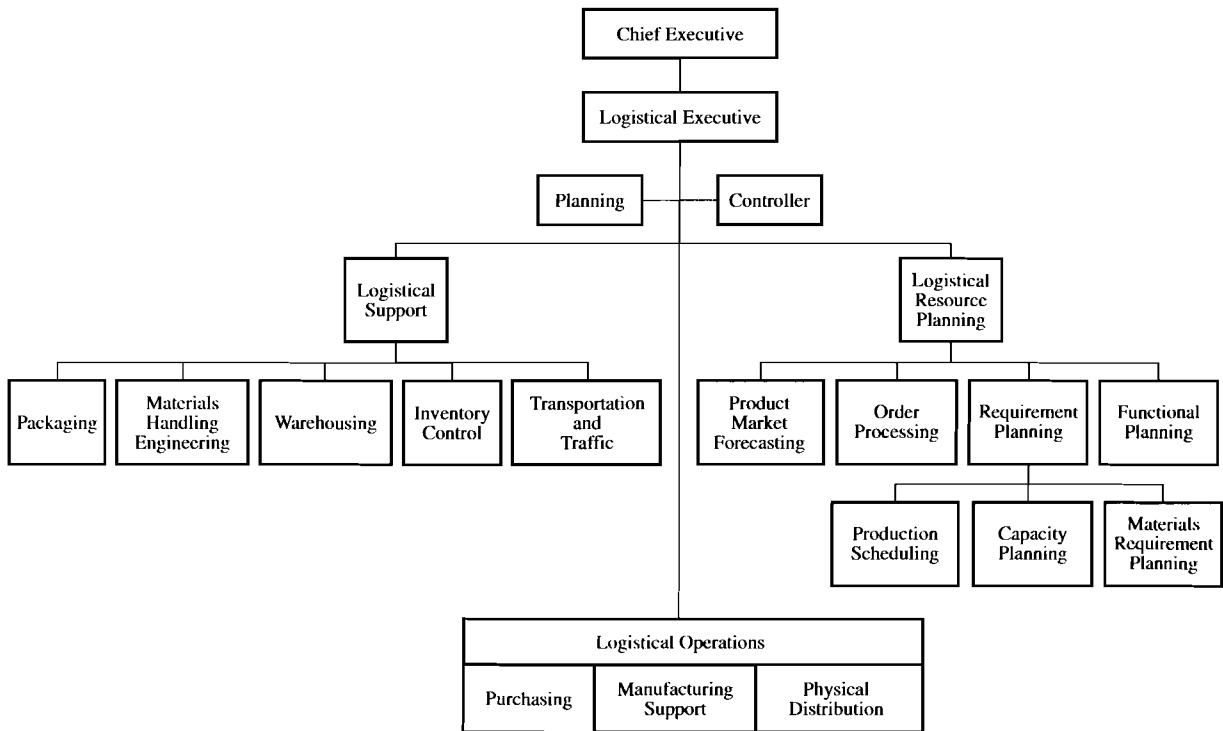 Chief Executive
Logistical Executive
Planning
Controller
Logistical
Support
Logistical
Resource
Planning
Packaging
Materials
Handling
Engineering
Warehousing
Inventory
Control
Transportation
and
Traffic
Product
Market
Forecasting
Order
Processing
Requirement
Planning
Functional
Planning
Production
Scheduling
Capacity
Planning
Materials
Requirement
Planning
Logistical Operations
Purchasing
Manufacturing
Support
Physical
Distribution